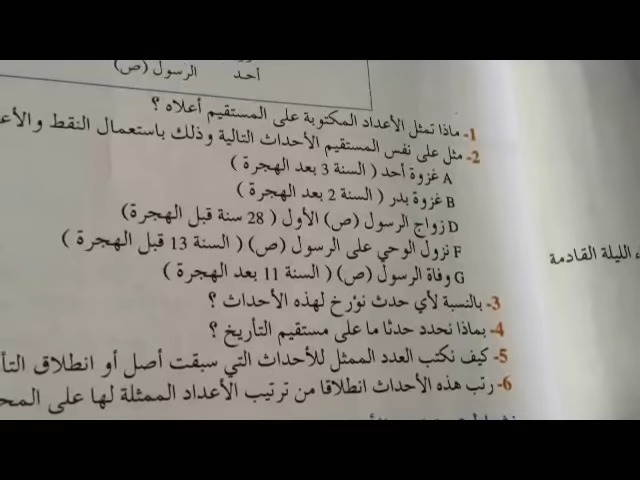 أحد الرسول (ص)
1- ماذا تمثل الأعداد المكتوبة على المستقيم أعلاه ؟
2- مثل على نفس المستقيم الأحداث التالية وذلك باستعمال النقط
A غزوة أحد ( السنة 3 بعد الهجرة )
B غزوة بدر ( السنة 2 بعد الهجرة )
D زواج الرسول (ص) الأول ( 28 سنة قبل الهجرة)
F نزول الوحي على الرسول (ص) ( السنة 13 قبل الهجرة )
G وفاة الرسول (ص) ( السنة 11 بعد الهجرة )
3- بالنسبة لأي حدث نؤرخ لهذه الأحداث ؟
4- بماذا نحدد حدثا ما على مستقيم التأريخ ؟
5- كيف نكتب العدد الممثل للأحداث التي سبقت أصل أو انطلاق
6- رتب هذه الأحداث انطلاقا من ترتيب الأعداد الممثلة لها على
الليلة القادمة